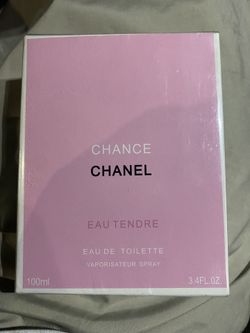 CHANCE
CHANEL
EAU TENDRE
EAU DE TOILETTE
VAPORISATEUR SPRAY
100ml 3.4FL.OZ.